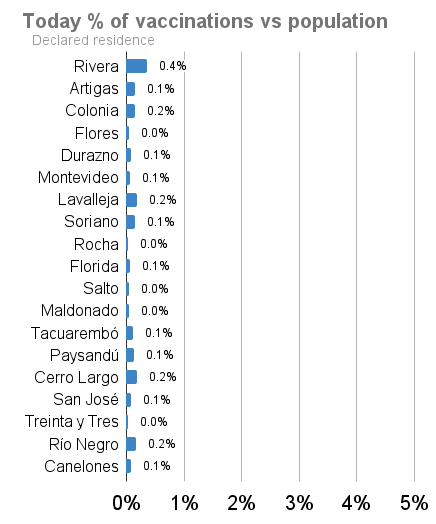 Today % of vaccinations vs population
Declared residence
Rivera 0.4%
Artigas 0.1%
Colonia 0.2%
Flores 0.0%
Durazno 0.1%
Montevideo 0.1%
Lavalleja 0.2%
Soriano 0.1%
Rocha 0.0%
Florida 0.1%
Salto 0.0%
Maldonado 0.0%
Tacuarembó 0.1%
Paysandú 0.1%
Cerro Largo 0.2%
San José 0.1%
Treinta y Tres 0.0%
Río Negro 0.2%
Canelones 0.1%
0% 1% 2% 3% 4% 5%